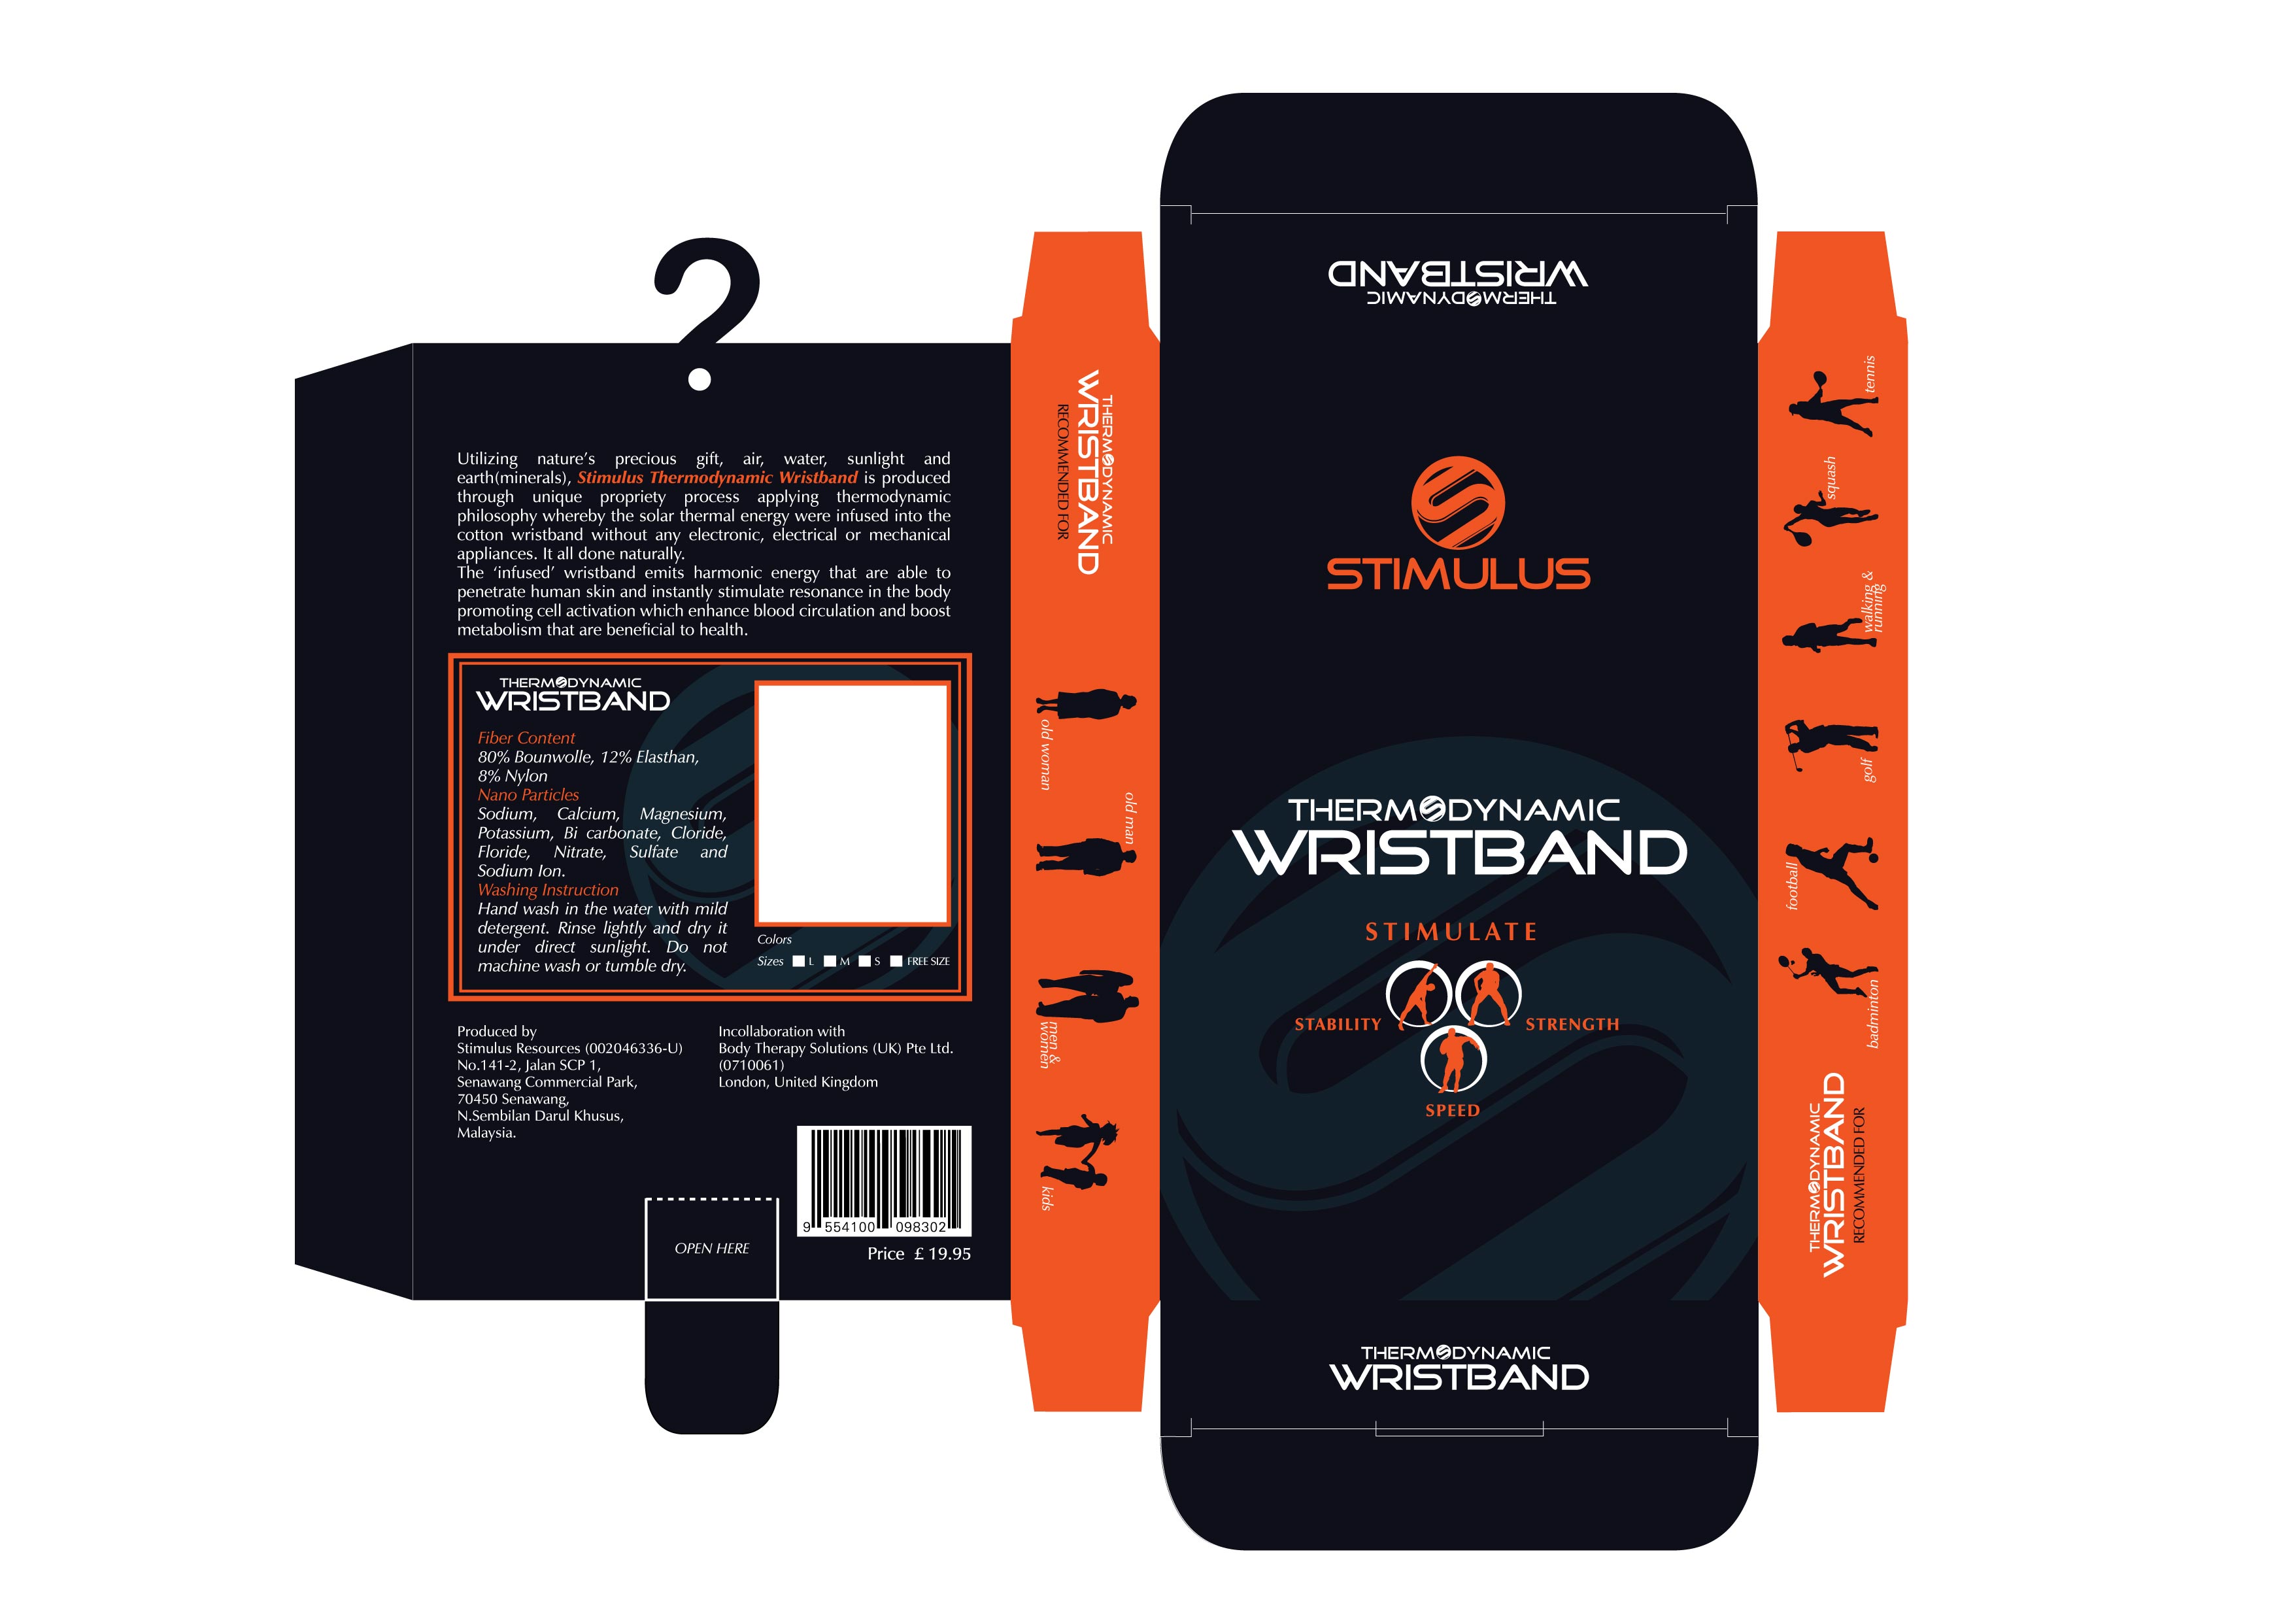 Utilizing nature’s precious gift, air, water, sunlight and
earth(minerals), Stimulus Thermodynamic Wristband is produced
through unique propriety process applying thermodynamic
philosophy whereby the solar thermal energy were infused into the
cotton wristband without any electronic, electrical or mechanical
appliances. It all done naturally.
The ‘infused’ wristband emits harmonic energy that are able to
penetrate human skin and instantly stimulate resonance in the body
promoting cell activation which enhance blood circulation and boost
metabolism that are beneficial to health.
THERMODYNAMIC
WRISTBAND
Fiber Content
80% Bounwolle, 12% Elasthan,
8% Nylon
Nano Particles
Sodium, Calcium, Magnesium,
Potassium, Bi carbonate, Cloride,
Floride, Nitrate, Sulfate and
Sodium Ion.
Washing Instruction
Hand wash in the water with mild
detergent. Rinse lightly and dry it
under direct sunlight. Do not
machine wash or tumble dry.
Colors
Sizes L M S FREE SIZE
Produced by
Stimulus Resources (002046336-U)
No.141-2, Jalan SCP 1,
Senawang Commercial Park,
70450 Senawang,
N.Sembilan Darul Khusus,
Malaysia.
Incollaboration with
Body Therapy Solutions (UK) Pte Ltd.
(0710061)
London, United Kingdom
9 554100 098302
Price £ 19.95
OPEN HERE
THERMODYNAMIC
WRISTBAND
RECOMMENDED FOR
old woman
old man
men &
women
kids
THERMODYNAMIC
WRISTBAND
STIMULUS
THERMODYNAMIC
WRISTBAND
STIMULATE
STABILITY
STRENGTH
SPEED
THERMODYNAMIC
WRISTBAND
tennis
squash
walking &
running
golf
football
badminton
THERMODYNAMIC
WRISTBAND
RECOMMENDED FOR